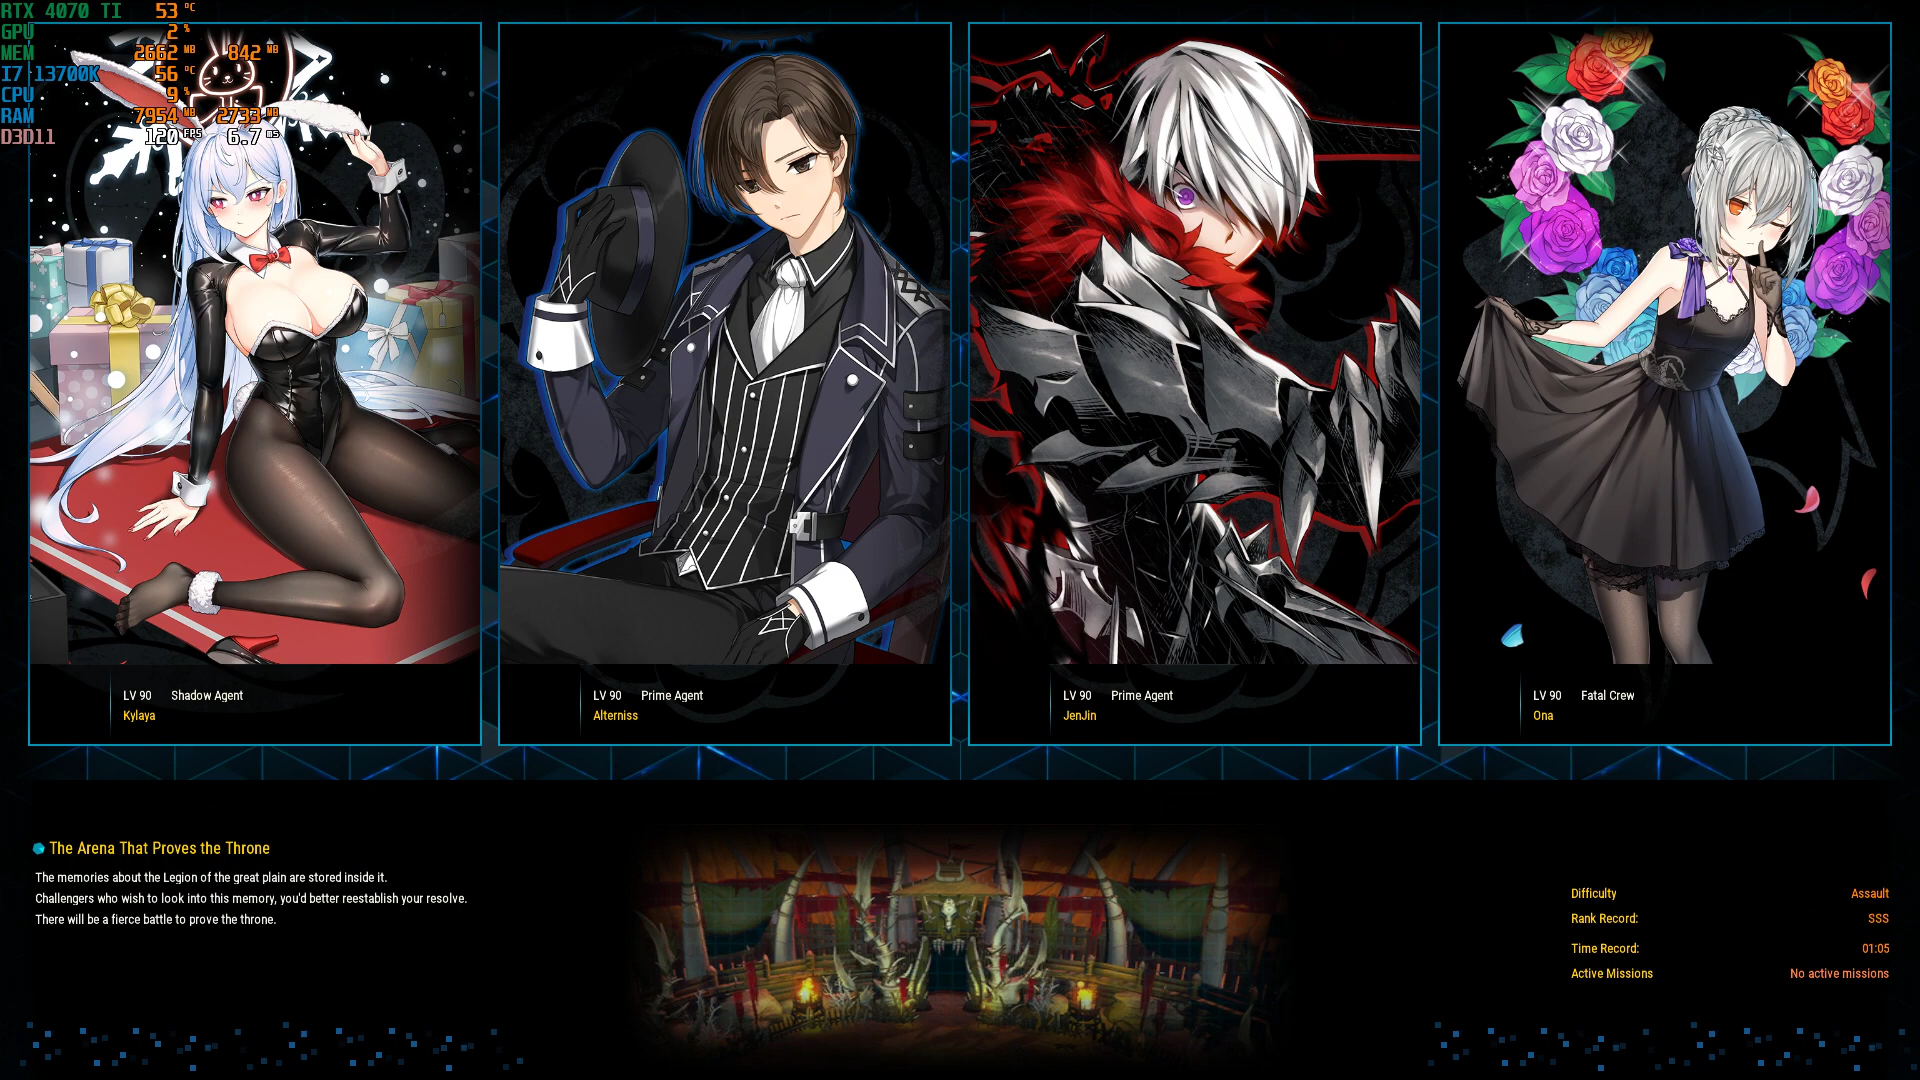 RTX 4070 TI 53 °C
GPU 2 %
MEM 2662 MB 842 MB
I7-13700K 56 °C
CPU 9 %
RAM 7954 MB 2733 MB
D3D11 120 FPS 6.7 ms
LV 90 Shadow Agent
Kylaya
LV 90 Prime Agent
Alterniss
LV 90 Prime Agent
JenJin
LV 90 Fatal Crew
Ona
The Arena That Proves the Throne
The memories about the Legion of the great plain are stored inside it.
Challengers who wish to look into this memory, you'd better reestablish your resolve.
There will be a fierce battle to prove the throne.
Difficulty Assault
Rank Record: SSS
Time Record: 01:05
Active Missions No active missions